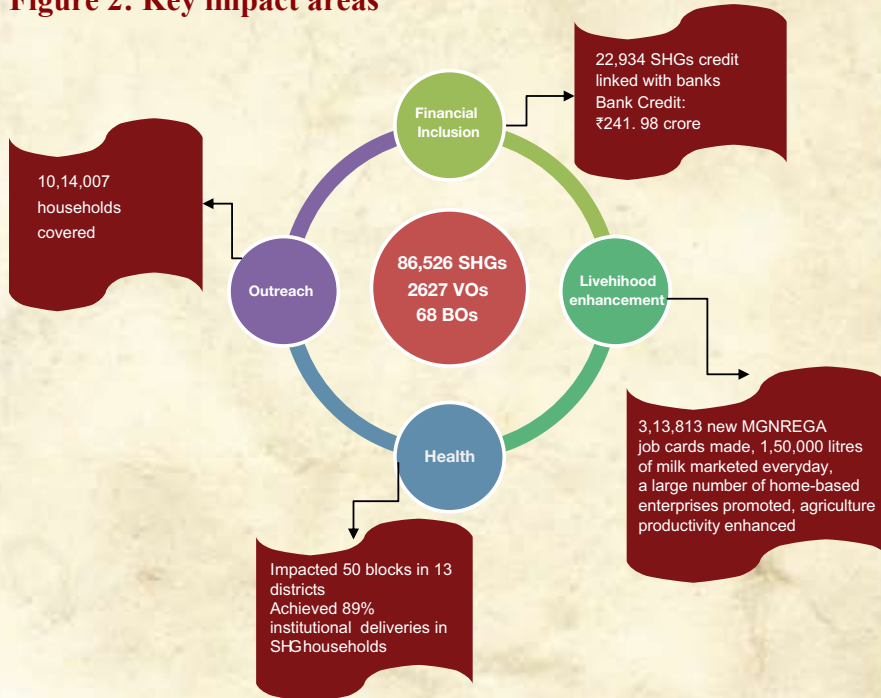 Figure 2: Key impact areas
22,934 SHGs credit
linked with banks
Bank Credit:
₹241. 98 crore
Financial
Inclusion
10,14,007
households
covered
Outreach
86,526 SHGs
2627 VOs
68 BOs
Livehihood
enhancement
Health
3,13,813 new MGNREGA
job cards made, 1,50,000 litres
of milk marketed everyday,
a large number of home-based
enterprises promoted, agriculture
productivity enhanced
Impacted 50 blocks in 13
districts
Achieved 89%
institutional deliveries in
SHGhouseholds